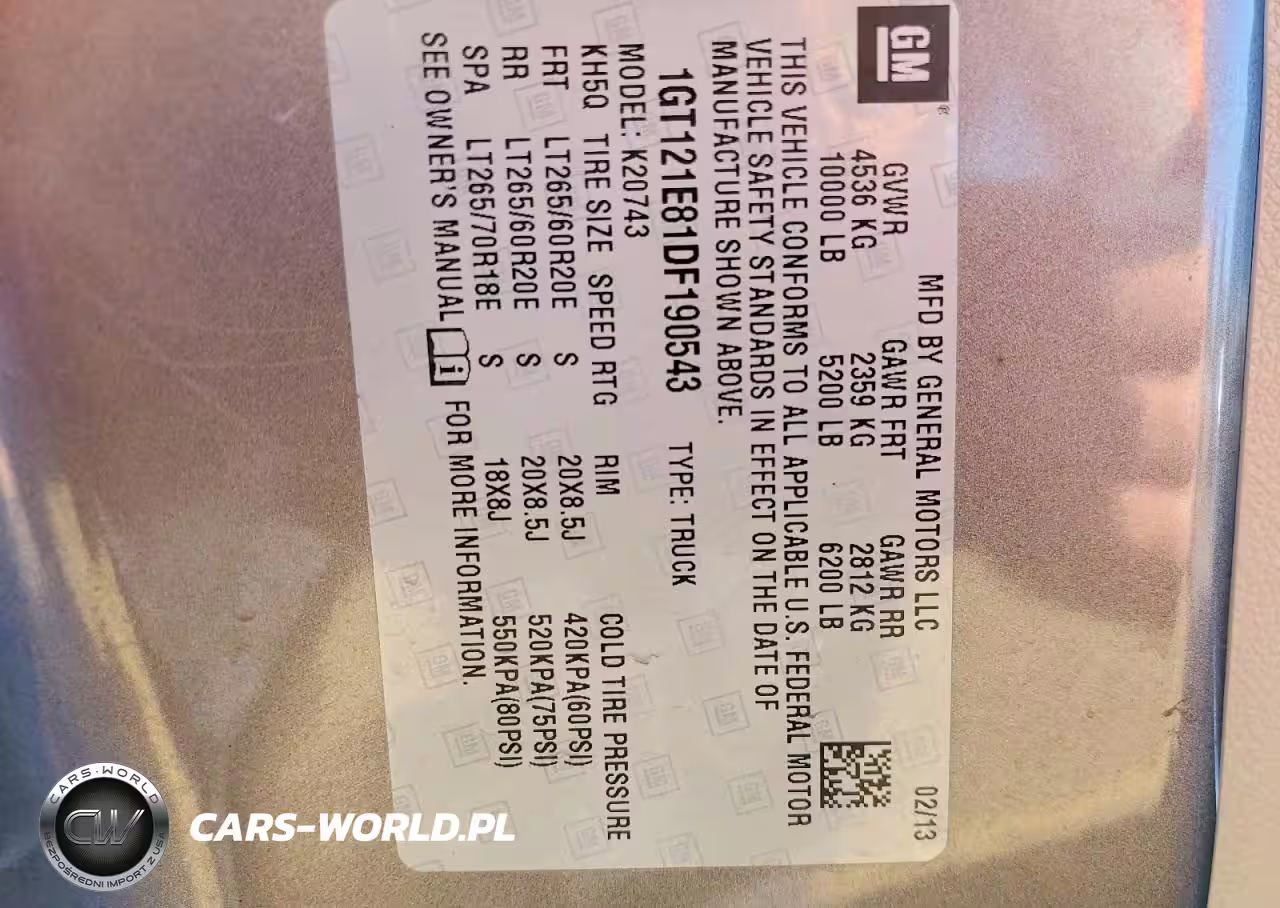 GM®
MFD BY GENERAL MOTORS LLC 02/13
GVWR GAWR FRT GAWR RR
4536 KG 2359 KG 2812 KG
10000 LB 5200 LB 6200 LB
THIS VEHICLE CONFORMS TO ALL APPLICABLE U.S. FEDERAL MOTOR
VEHICLE SAFETY STANDARDS IN EFFECT ON THE DATE OF
MANUFACTURE SHOWN ABOVE.
1GT121E81DF190543 TYPE: TRUCK
MODEL: K20743
KH5Q TIRE SIZE SPEED RTG RIM COLD TIRE PRESSURE
FRT LT265/60R20E S 20X8.5J 420KPA(60PSI)
RR LT265/60R20E S 20X8.5J 520KPA(75PSI)
SPA LT265/70R18E S 18X8J 550KPA(80PSI)
SEE OWNER'S MANUAL i FOR MORE INFORMATION.
CARS-WORLD
CW
BEZPOŚREDNI IMPORT Z USA
CARS-WORLD.PL